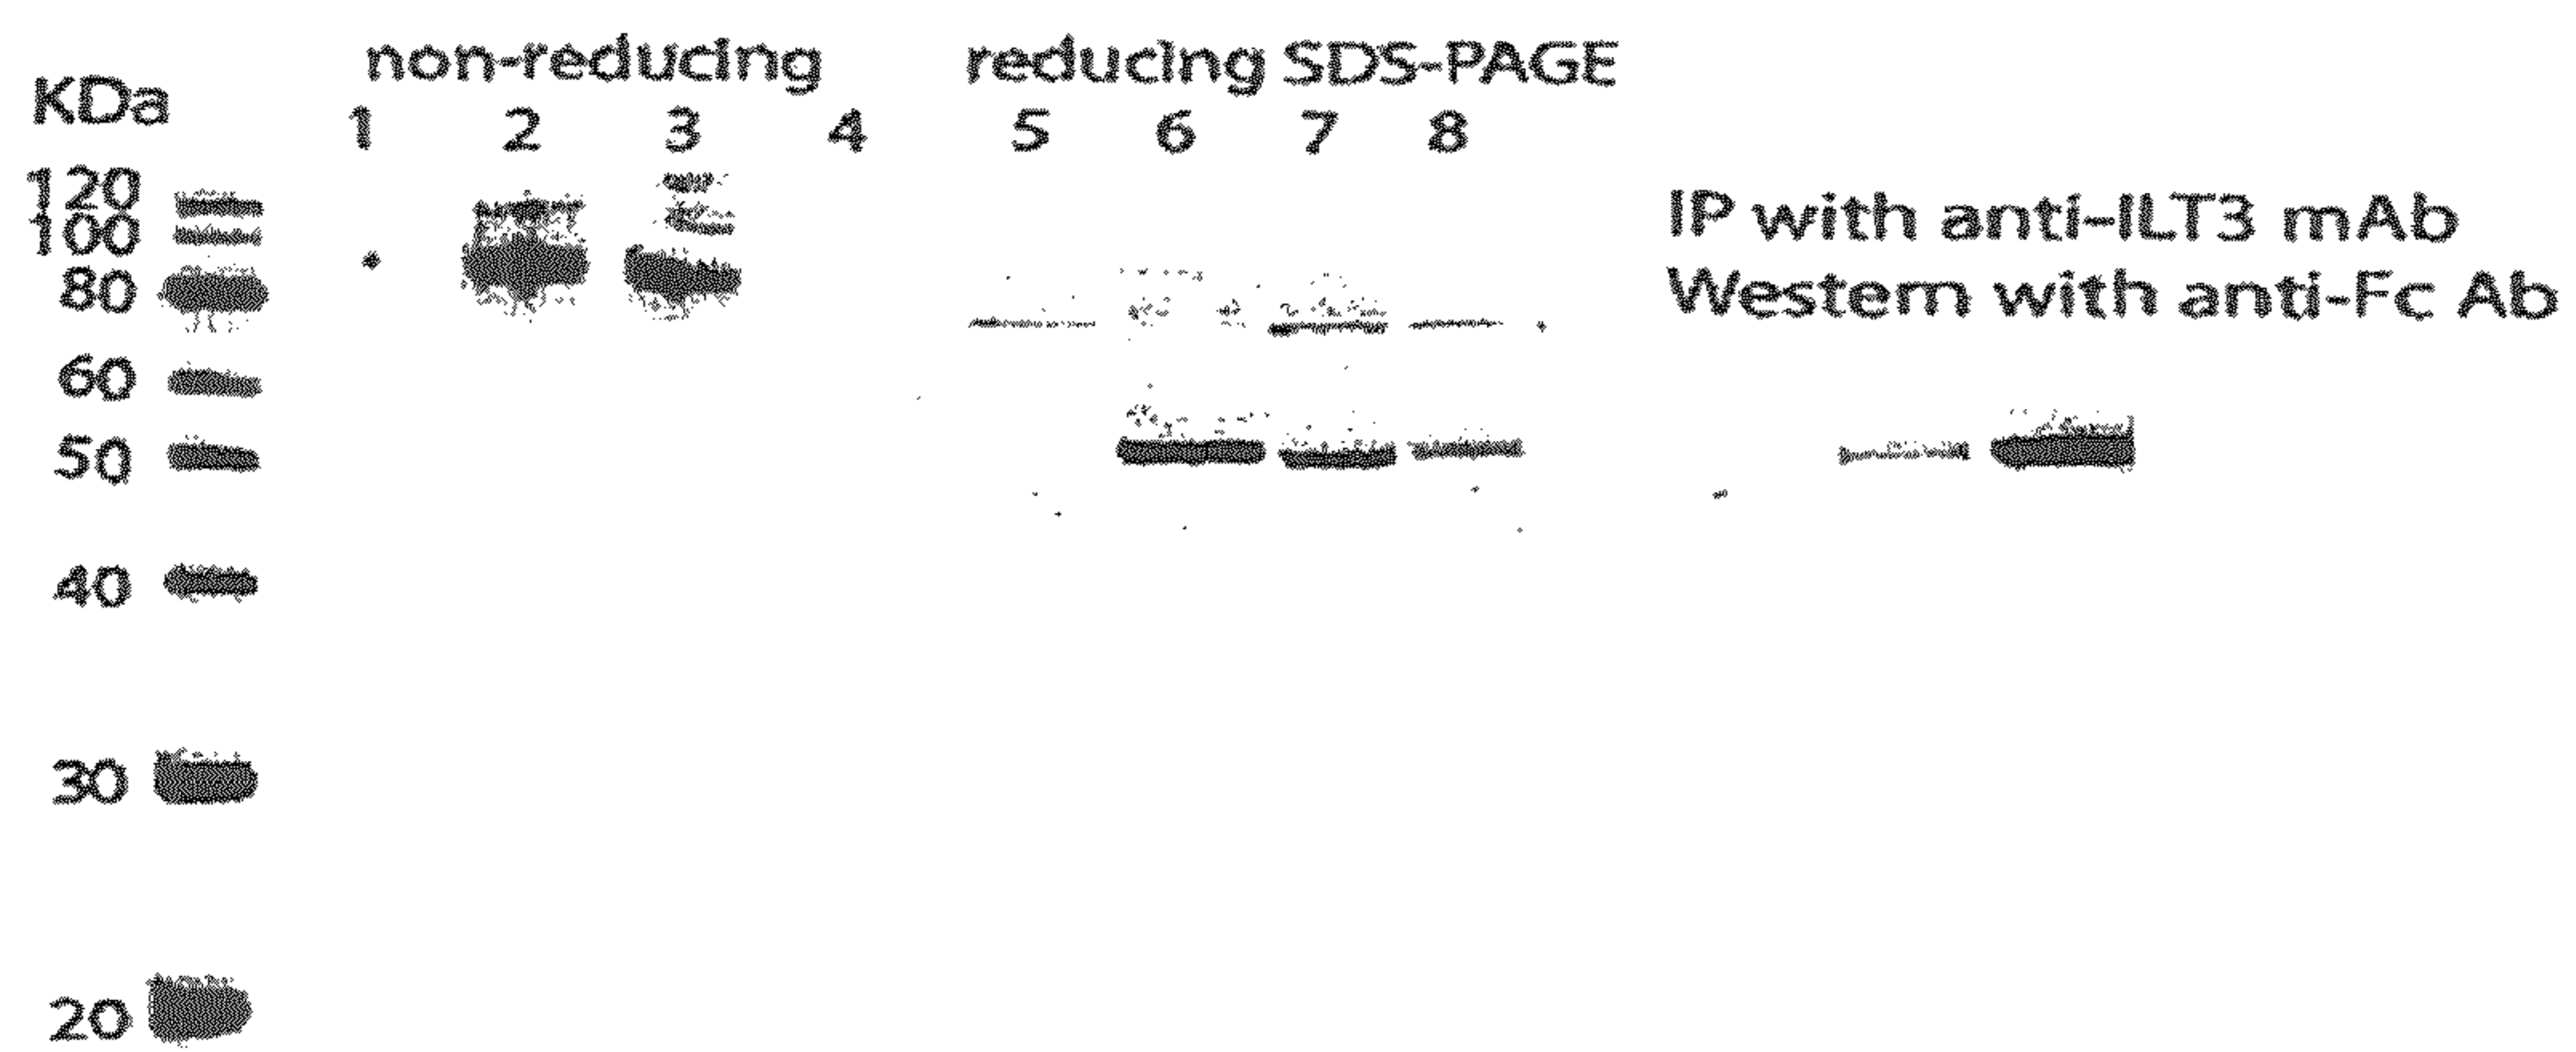 non-reducing reducing SDS-PAGE
KDa
1 2 3 4 5 6 7 8
120
100
80
60
50
40
30
20
IP with anti-ILT3 mAb
Western with anti-Fc Ab